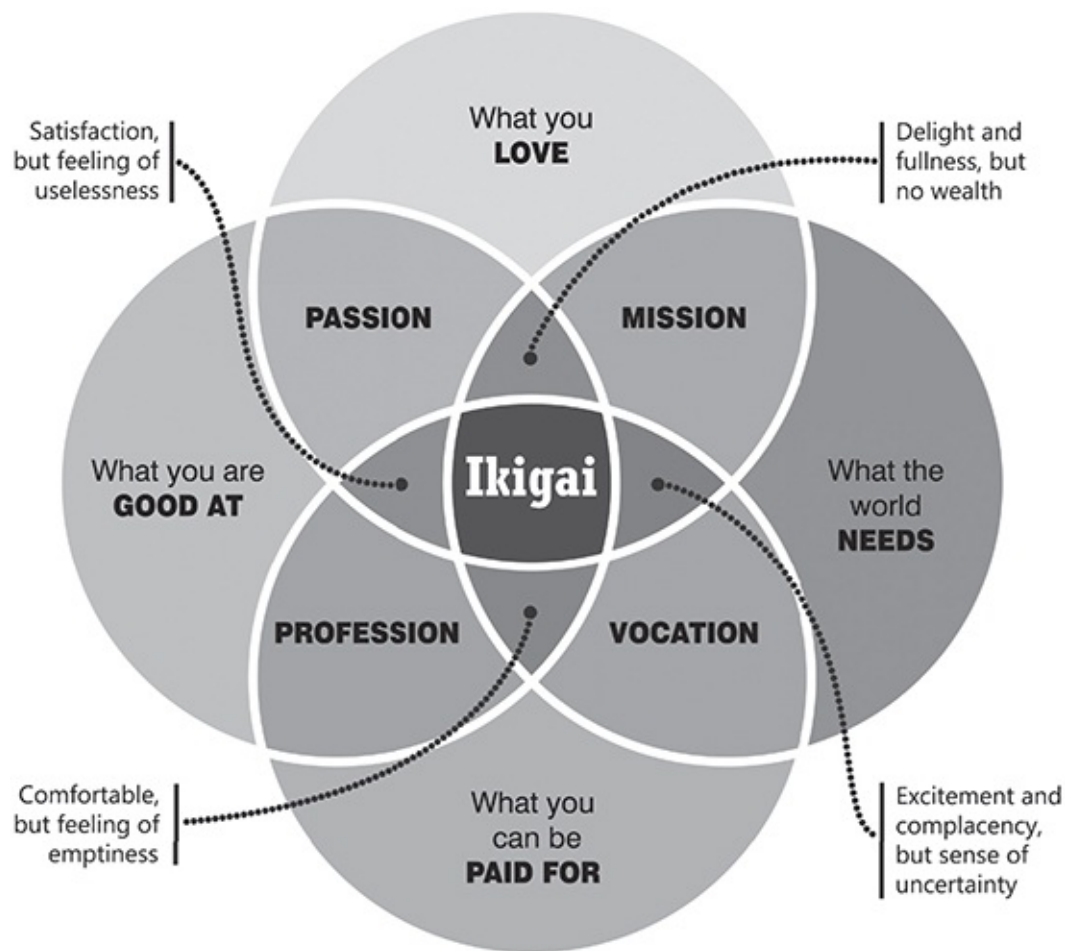 What you
LOVE
Satisfaction,
but feeling of
uselessness
Delight and
fullness, but
no wealth
PASSION
MISSION
What you are
GOOD AT
Ikigai
What the
world
NEEDS
PROFESSION
VOCATION
Comfortable,
but feeling of
emptiness
What you
can be
PAID FOR
Excitement and
complacency,
but sense of
uncertainty